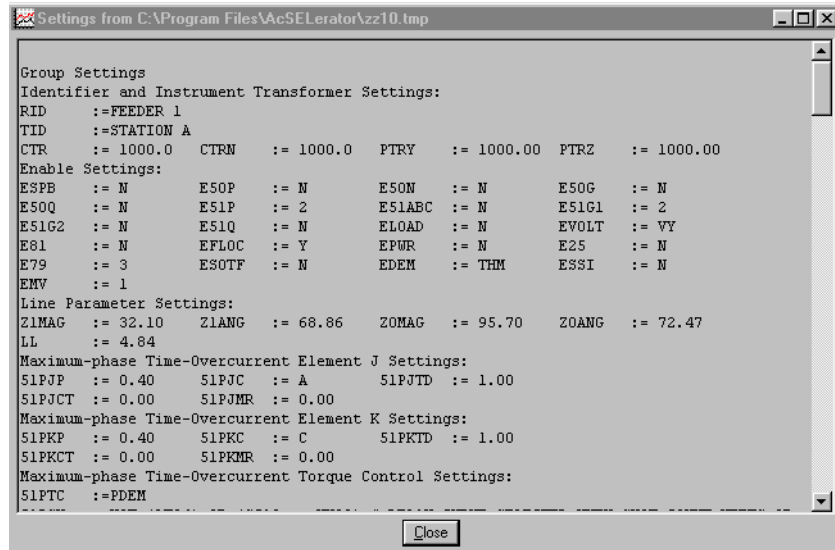 Settings from C:\Program Files\AcSELerator\zz10.tmp
Group Settings
Identifier and Instrument Transformer Settings:
RID :=FEEDER 1
TID :=STATION A
CTR := 1000.0 CTRN := 1000.0 PTRY := 1000.00 PTRZ := 1000.00
Enable Settings:
ESPB := N E50P := N E50N := N E50G := N
E50Q := N E51P := 2 E51ABC := N E51G1 := 2
E51G2 := N E51Q := N ELOAD := N EVOLT := VY
E81 := N EFLOC := Y EPWR := N E25 := N
E79 := 3 ESOTF := N EDEM := THM ESSI := N
EMV := 1
Line Parameter Settings:
Z1MAG := 32.10 Z1ANG := 68.86 Z0MAG := 95.70 Z0ANG := 72.47
LL := 4.84
Maximum-phase Time-Overcurrent Element J Settings:
51PJP := 0.40 51PJC := A 51PJTD := 1.00
51PJCT := 0.00 51PJMR := 0.00
Maximum-phase Time-Overcurrent Element K Settings:
51PKP := 0.40 51PKC := C 51PKTD := 1.00
51PKCT := 0.00 51PKMR := 0.00
Maximum-phase Time-Overcurrent Torque Control Settings:
51PTC :=PDEM
Close